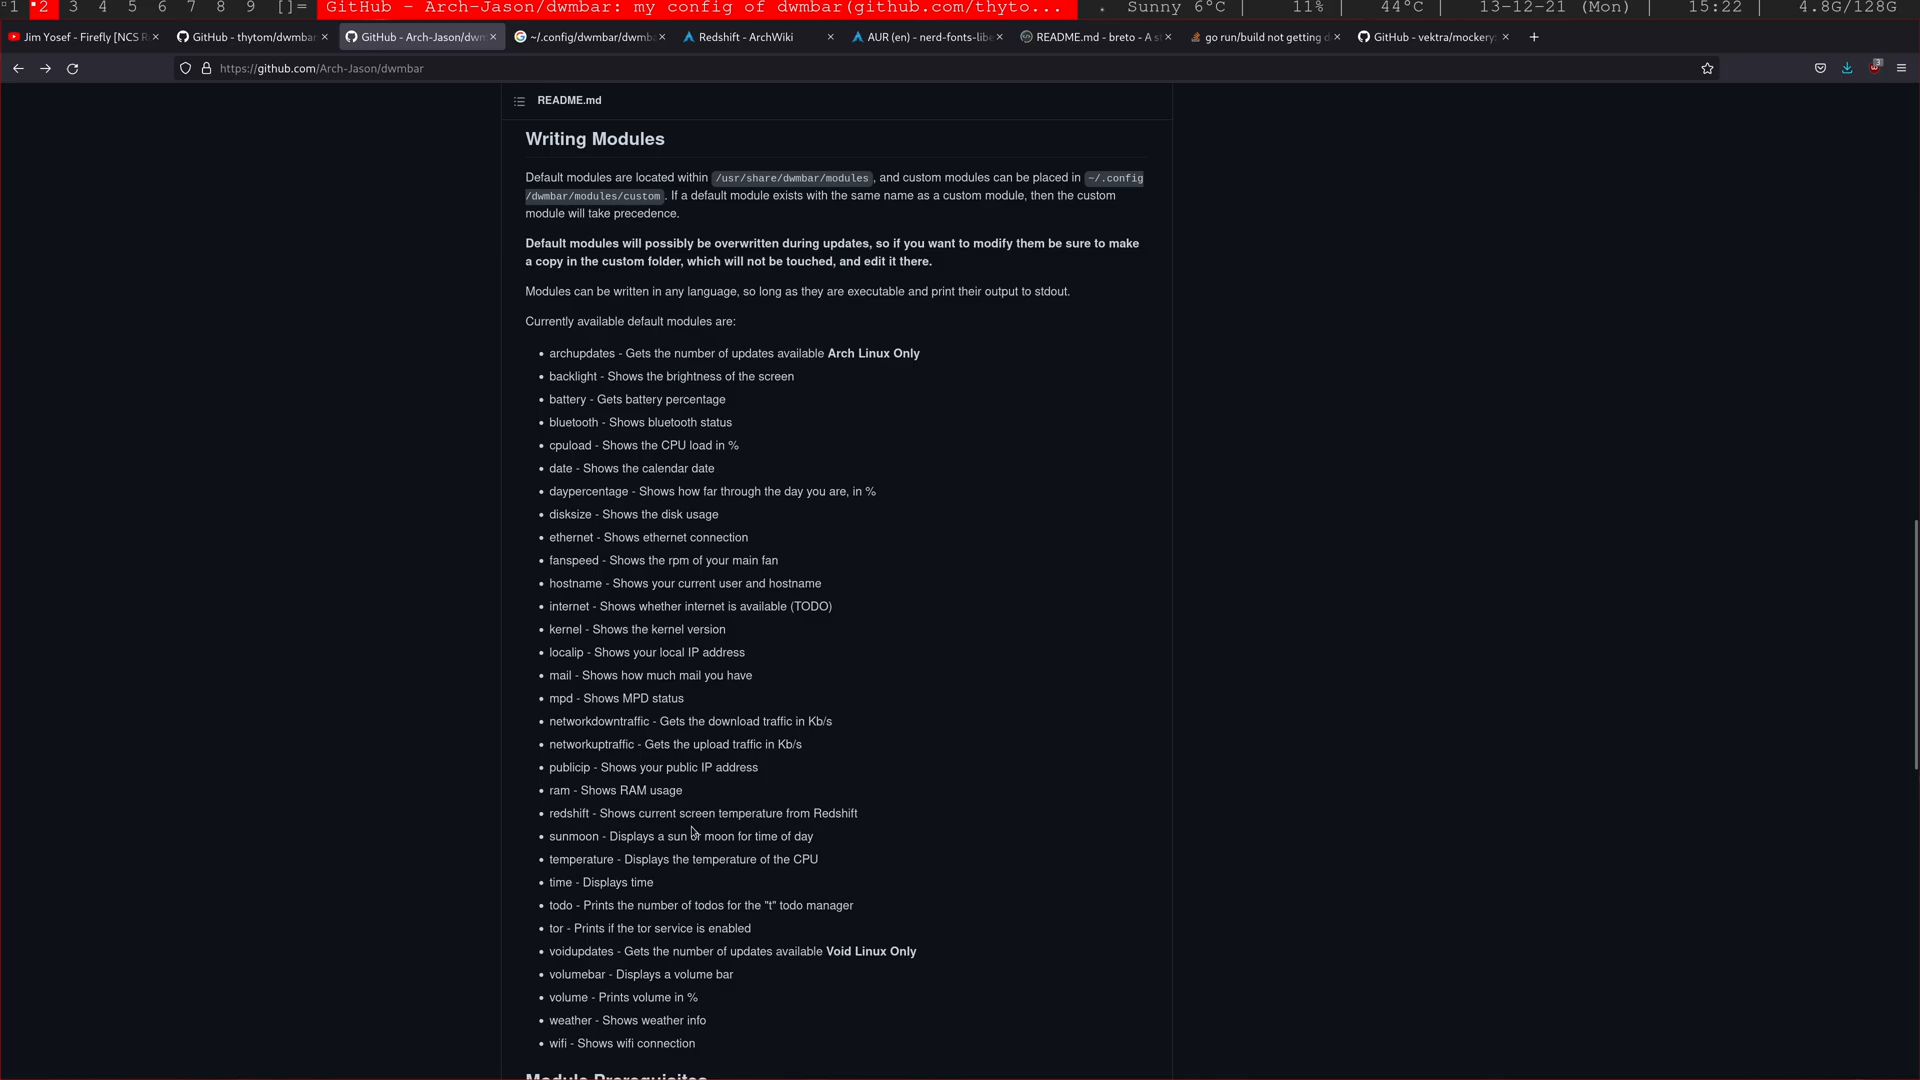 1 2 3 4 5 6 7 8 9 []= GitHub - Arch-Jason/dwmbar: my config of dwmbar(github.com/thyto... Sunny 6°C | 11% | 44°C | 13-12-21 (Mon) | 15:22 | 4.8G/128G
Jim Yosef - Firefly [NCS R × GitHub - thytom/dwmbar × GitHub - Arch-Jason/dwm × ~/.config/dwmbar/dwmba × Redshift - ArchWiki × AUR (en) - nerd-fonts-libe × README.md - breto - A s × go run/build not getting d × GitHub - vektra/mockery: × +
https://github.com/Arch-Jason/dwmbar 3
README.md
Writing Modules
Default modules are located within /usr/share/dwmbar/modules, and custom modules can be placed in ~/.config
/dwmbar/modules/custom. If a default module exists with the same name as a custom module, then the custom
module will take precedence.
Default modules will possibly be overwritten during updates, so if you want to modify them be sure to make
a copy in the custom folder, which will not be touched, and edit it there.
Modules can be written in any language, so long as they are executable and print their output to stdout.
Currently available default modules are:
• archupdates - Gets the number of updates available Arch Linux Only
• backlight - Shows the brightness of the screen
• battery - Gets battery percentage
• bluetooth - Shows bluetooth status
• cpuload - Shows the CPU load in %
• date - Shows the calendar date
• daypercentage - Shows how far through the day you are, in %
• disksize - Shows the disk usage
• ethernet - Shows ethernet connection
• fanspeed - Shows the rpm of your main fan
• hostname - Shows your current user and hostname
• internet - Shows whether internet is available (TODO)
• kernel - Shows the kernel version
• localip - Shows your local IP address
• mail - Shows how much mail you have
• mpd - Shows MPD status
• networkdowntraffic - Gets the download traffic in Kb/s
• networkuptraffic - Gets the upload traffic in Kb/s
• publicip - Shows your public IP address
• ram - Shows RAM usage
• redshift - Shows current screen temperature from Redshift
• sunmoon - Displays a sun or moon for time of day
• temperature - Displays the temperature of the CPU
• time - Displays time
• todo - Prints the number of todos for the "t" todo manager
• tor - Prints if the tor service is enabled
• voidupdates - Gets the number of updates available Void Linux Only
• volumebar - Displays a volume bar
• volume - Prints volume in %
• weather - Shows weather info
• wifi - Shows wifi connection
Module Prerequisites